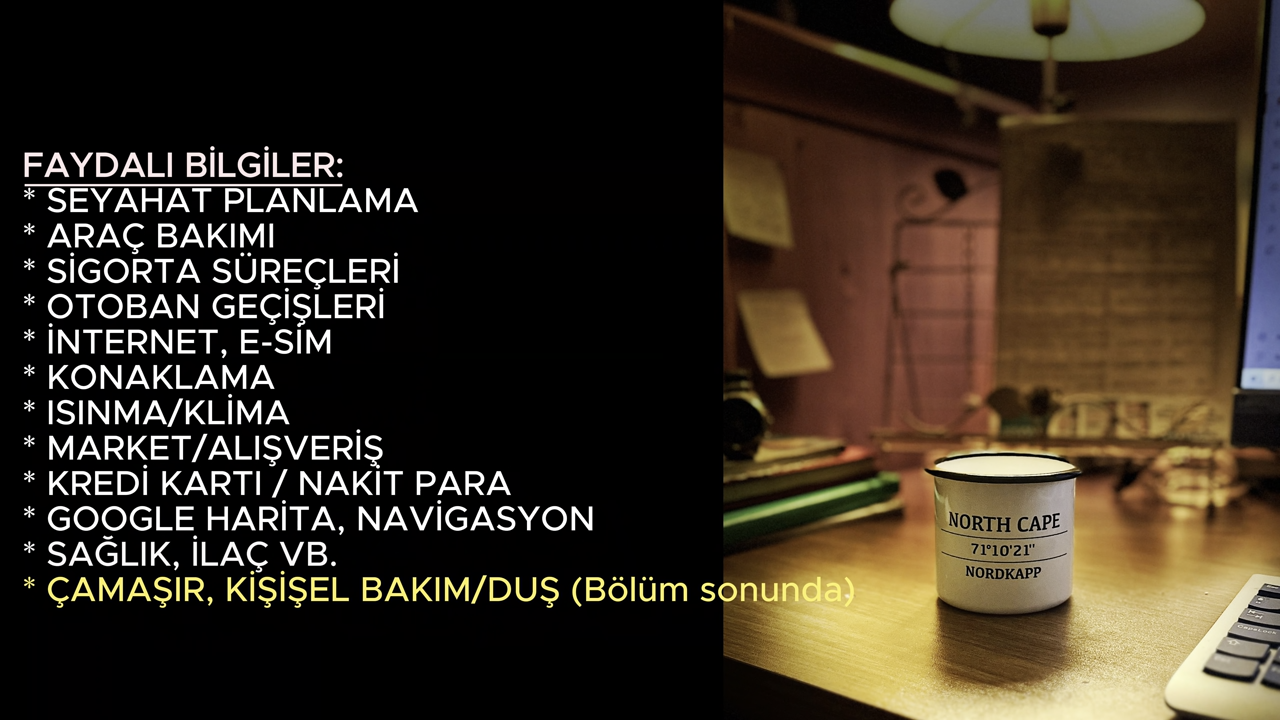 FAYDALI BİLGİLER:
* SEYAHAT PLANLAMA
* ARAÇ BAKIMI
* SİGORTA SÜREÇLERİ
* OTOBAN GEÇİŞLERİ
* İNTERNET, E-SİM
* KONAKLAMA
* ISINMA/KLİMA
* MARKET/ALIŞVERİŞ
* KREDİ KARTI / NAKİT PARA
* GOOGLE HARİTA, NAVİGASYON
* SAĞLIK, İLAÇ VB.
* ÇAMAŞIR, KİŞİSEL BAKIM/DUŞ (Bölüm sonunda)
NORTH CAPE
71°10'21"
NORDKAPP